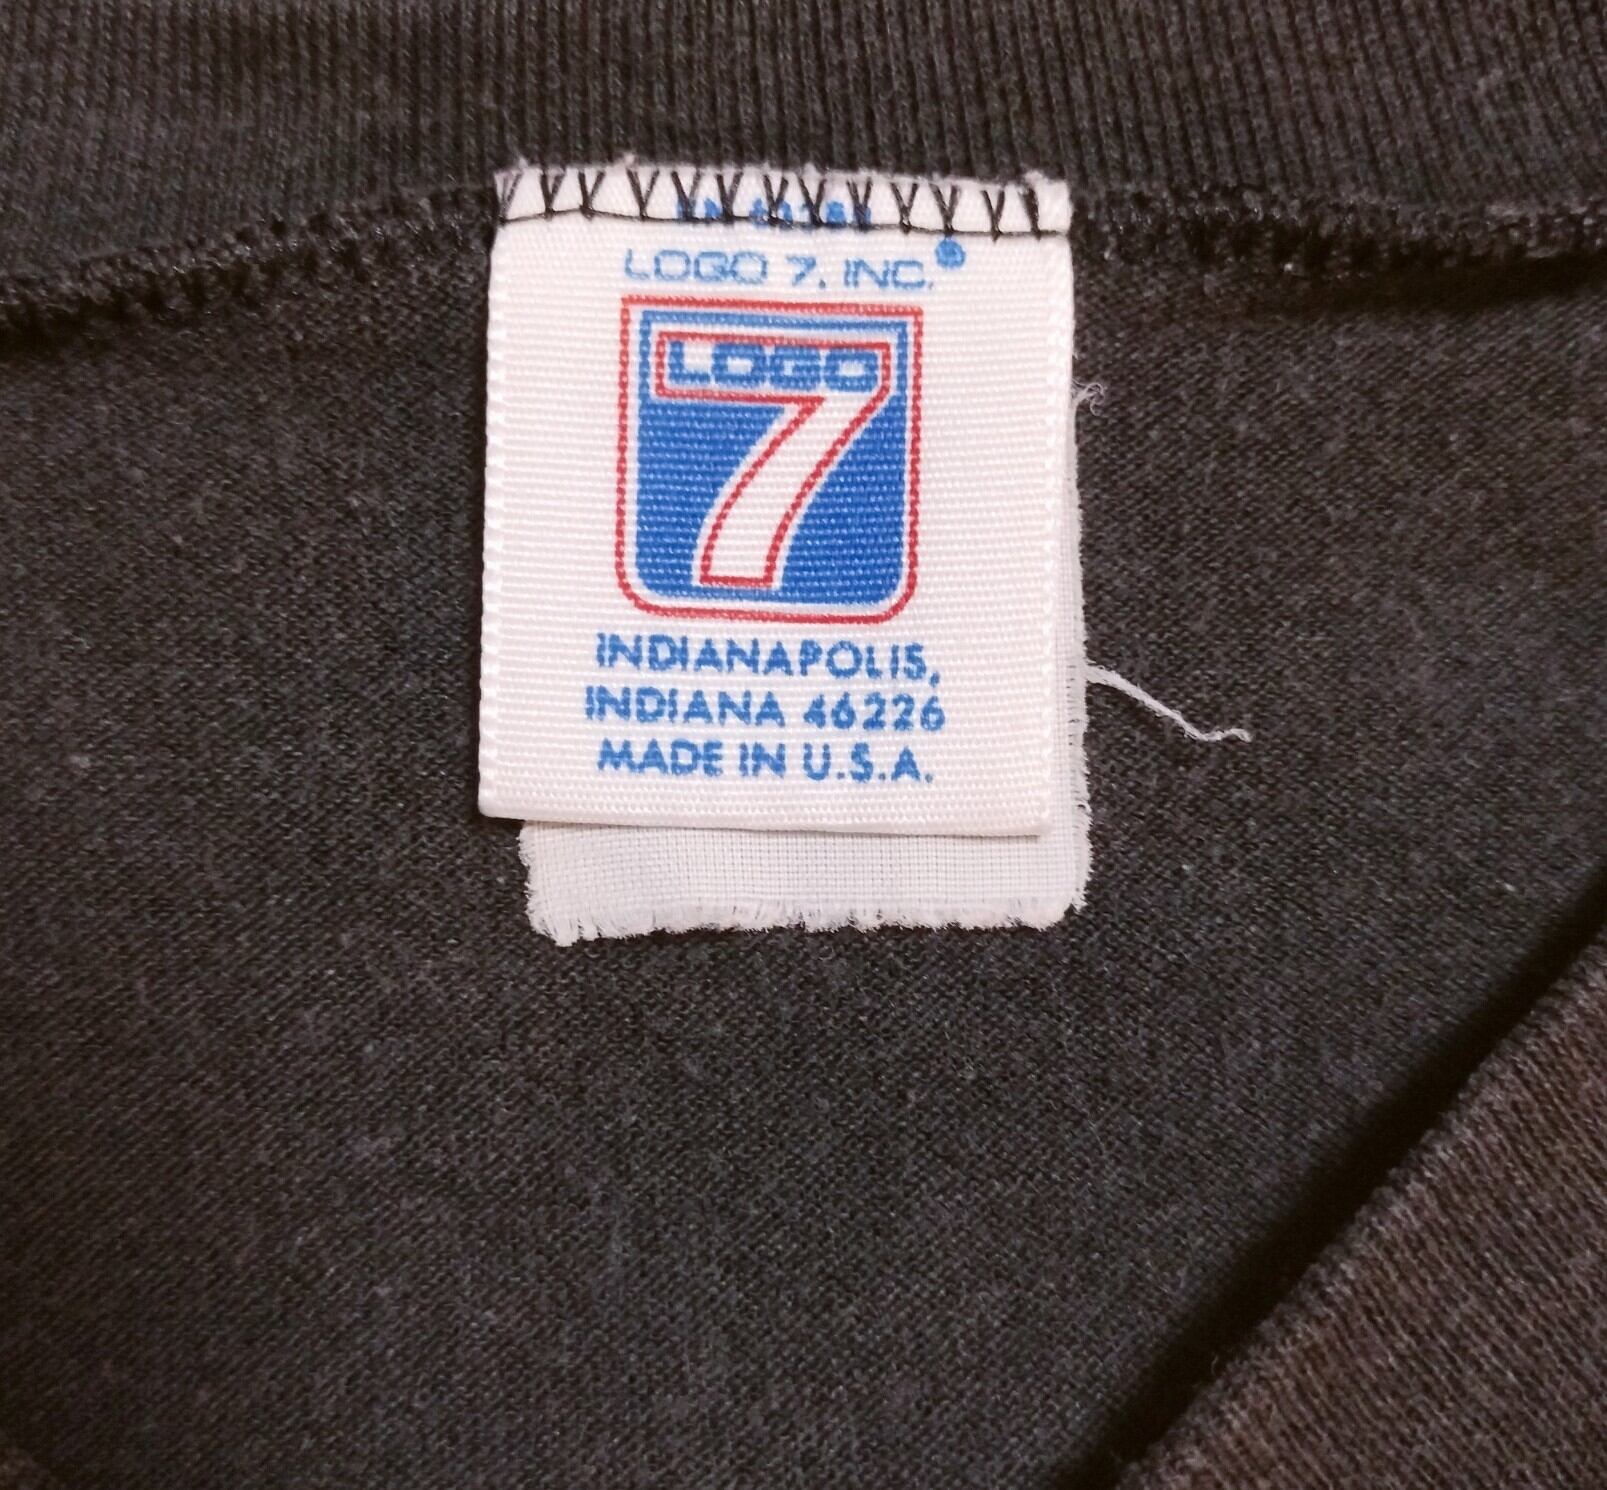 LOGO 7, INC.
LOGO
7
INDIANAPOLIS,
INDIANA 46226
MADE IN U.S.A.